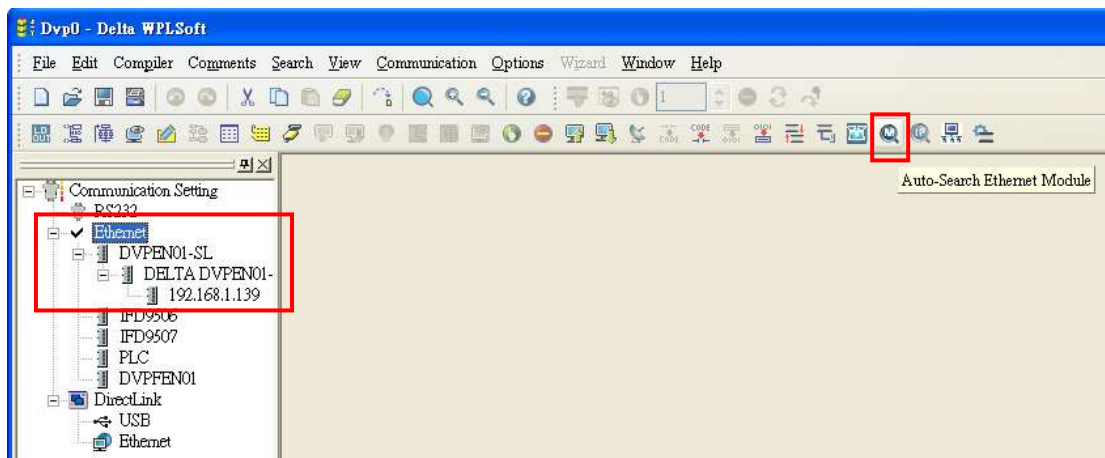 Dvp0 - Delta WPLSoft
File Edit Compiler Comments Search View Communication Options Wizard Window Help
1
Auto-Search Ethernet Module
Communication Setting
RS232
Ethernet
DVPEN01-SL
DELTA DVPEN01-
192.168.1.139
IFD9506
IFD9507
PLC
DVPFEN01
DirectLink
USB
Ethernet